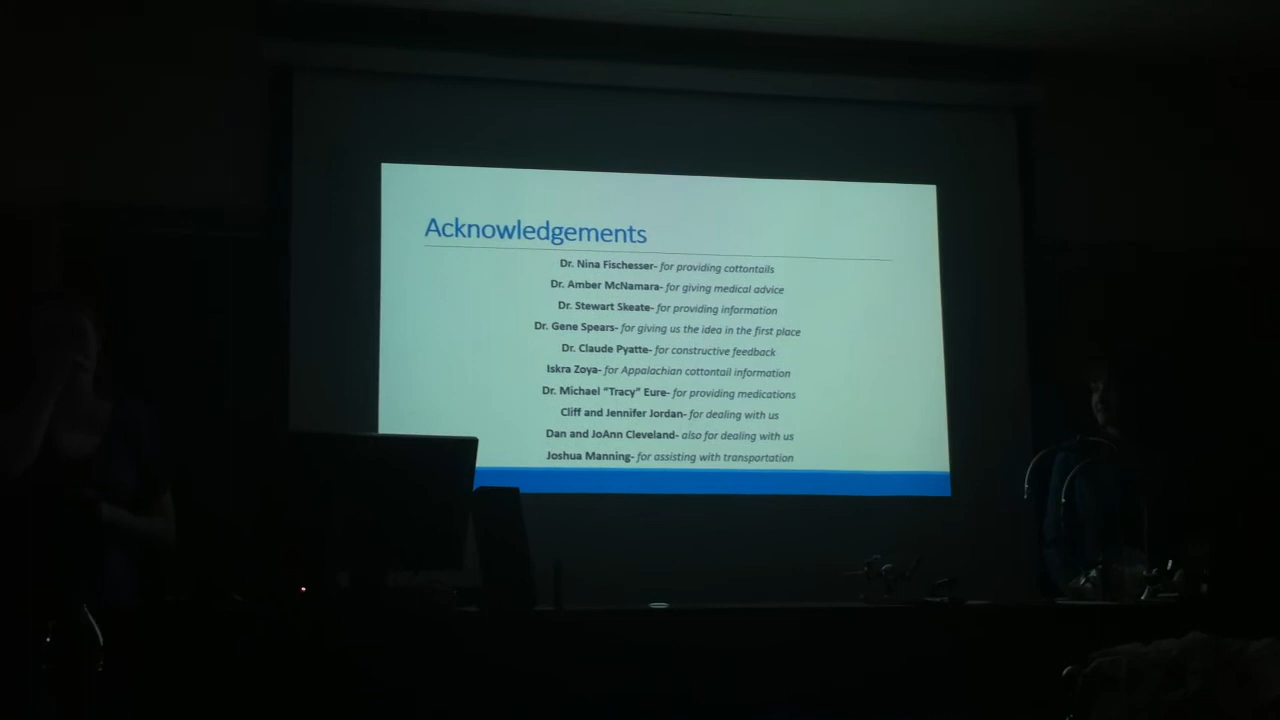 Acknowledgements
Dr. Nina Fischesser- for providing cottontails
Dr. Amber McNamara- for giving medical advice
Dr. Stewart Skeate- for providing information
Dr. Gene Spears- for giving us the idea in the first place
Dr. Claude Pyatte- for constructive feedback
Iskra Zoya- for Appalachian cottontail information
Dr. Michael “Tracy” Eure- for providing medications
Cliff and Jennifer Jordan- for dealing with us
Dan and JoAnn Cleveland- also for dealing with us
Joshua Manning- for assisting with transportation